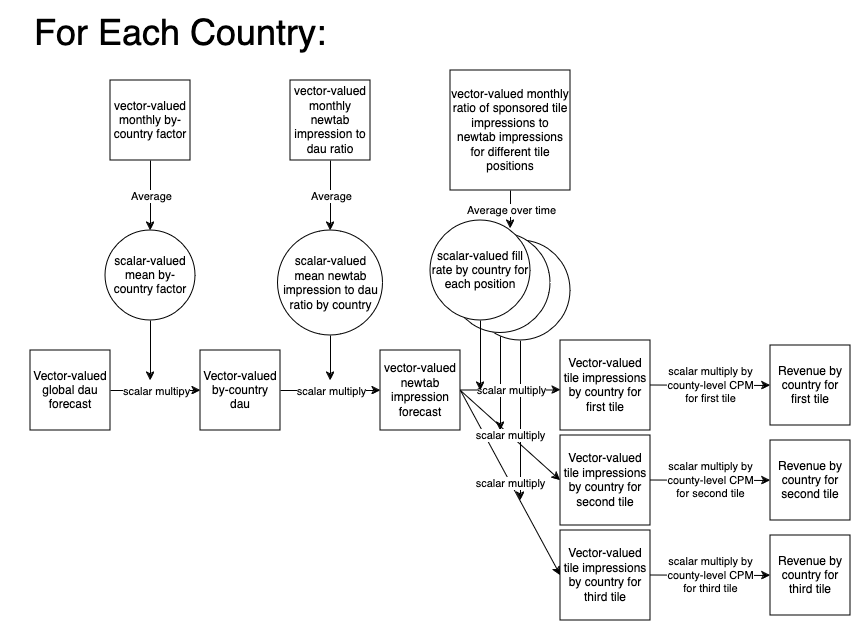 For Each Country:
vector-valued
monthly by-
country factor
vector-valued
monthly
newtab
impression to
dau ratio
vector-valued monthly
ratio of sponsored tile
impressions to
newtab impressions
for different tile
positions
Average
Average
Average over time
scalar-valued
mean by-
country factor
scalar-valued
mean newtab
impression to dau
ratio by country
scalar-valued fill
rate by country for
each position
Vector-valued
global dau
forecast
scalar multipy
Vector-valued
by-country
dau
scalar multiply
vector-valued
newtab
impression
forecast
scalar multiply
Vector-valued
tile impressions
by country for
first tile
scalar multiply by
county-level CPM
for first tile
Revenue by
country for
first tile
scalar multiply
Vector-valued
tile impressions
by country for
second tile
scalar multiply by
county-level CPM
for second tile
Revenue by
country for
second tile
scalar multiply
Vector-valued
tile impressions
by country for
third tile
scalar multiply by
county-level CPM
for third tile
Revenue by
country for
third tile